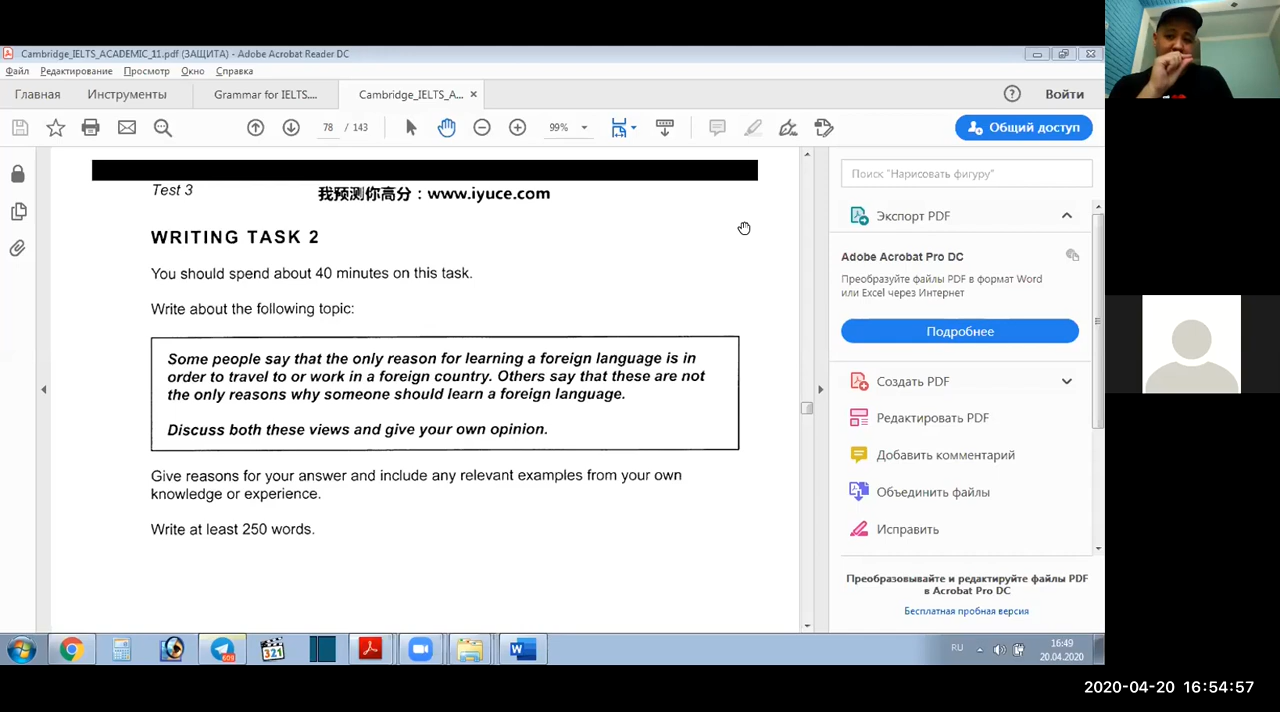 Cambridge_IELTS_ACADEMIC_11.pdf (ЗАЩИТА) - Adobe Acrobat Reader DC
Файл Редактирование Просмотр Окно Справка
Главная Инструменты Grammar for IELTS.... Cambridge_IELTS_A... × Войти
78 / 143 99% Общий доступ
Test 3
我预测你高分：www.iyuce.com
WRITING TASK 2
You should spend about 40 minutes on this task.
Write about the following topic:
Some people say that the only reason for learning a foreign language is in
order to travel to or work in a foreign country. Others say that these are not
the only reasons why someone should learn a foreign language.
Discuss both these views and give your own opinion.
Give reasons for your answer and include any relevant examples from your own
knowledge or experience.
Write at least 250 words.
Поиск "Нарисовать фигуру"
Экспорт PDF
Adobe Acrobat Pro DC
Преобразуйте файлы PDF в формат Word
или Excel через Интернет
Подробнее
Создать PDF
Редактировать PDF
Добавить комментарий
Объединить файлы
Исправить
Преобразовывайте и редактируйте файлы PDF
в Acrobat Pro DC
Бесплатная пробная версия
321
609
RU
16:49
20.04.2020
2020-04-20 16:54:57